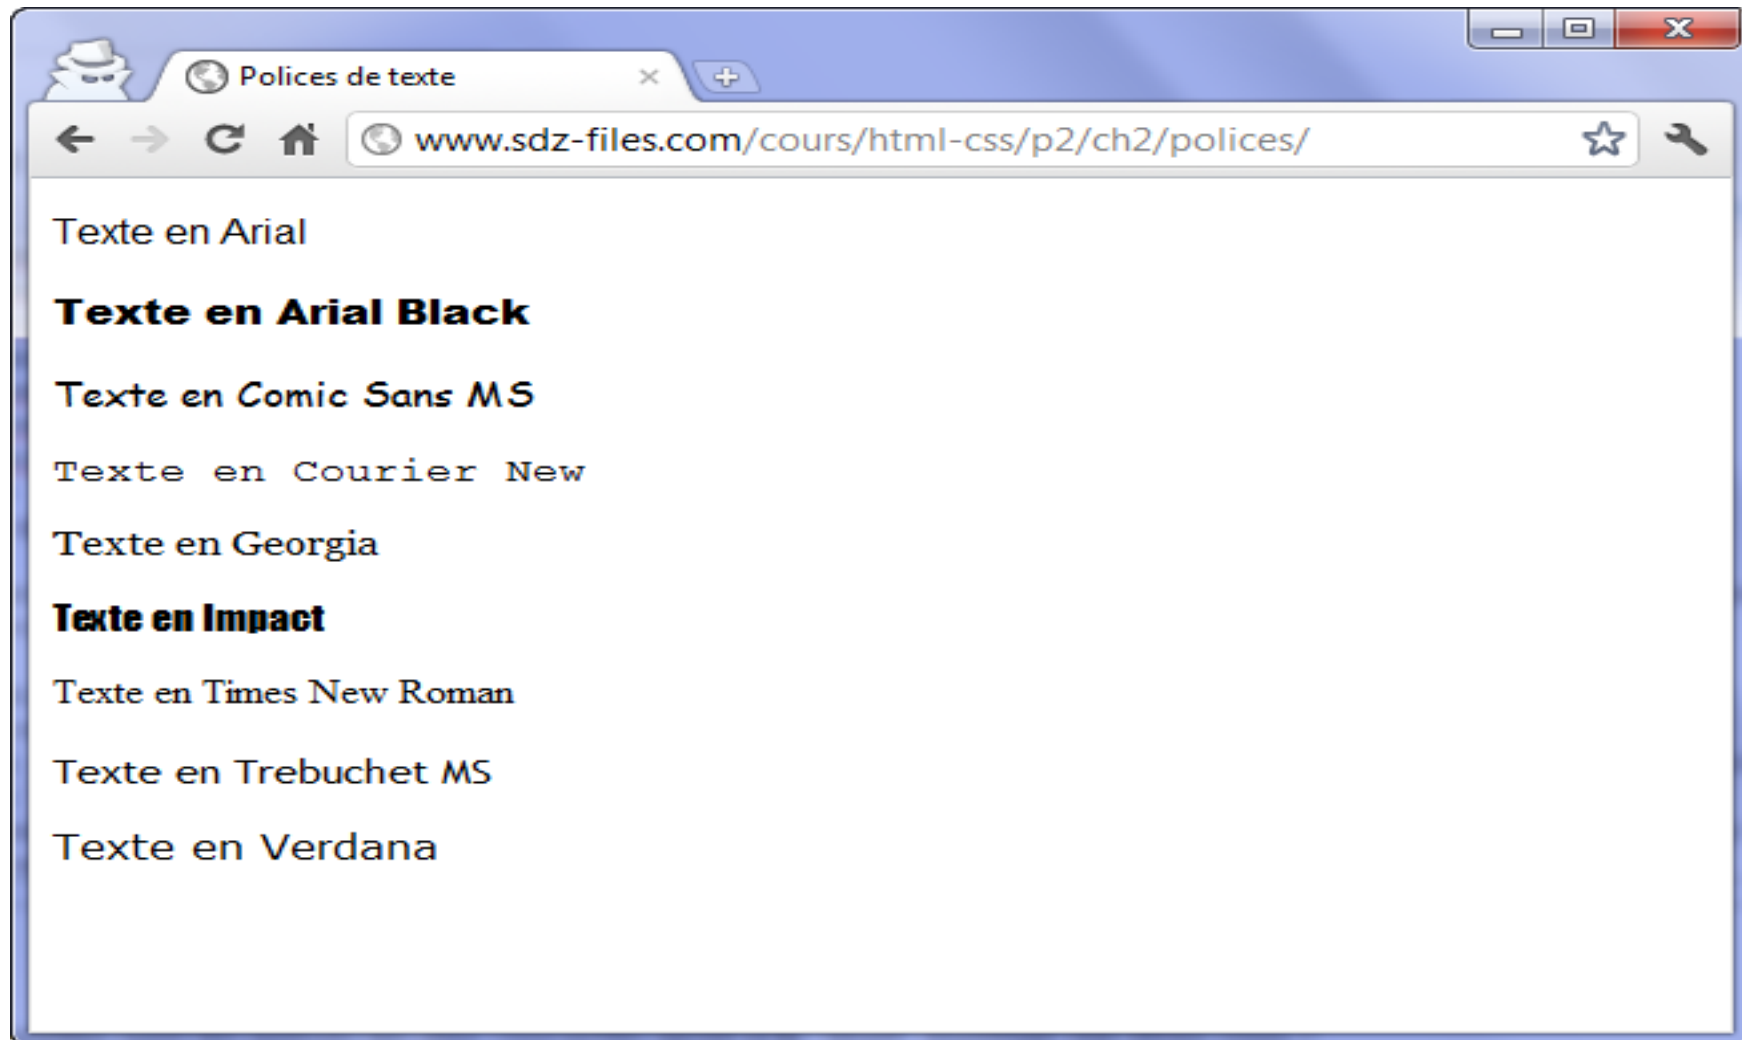 Polices de texte
www.sdz-files.com/cours/html-css/p2/ch2/polices/
Texte en Arial
Texte en Arial Black
Texte en Comic Sans MS
Texte en Courier New
Texte en Georgia
Texte en Impact
Texte en Times New Roman
Texte en Trebuchet MS
Texte en Verdana